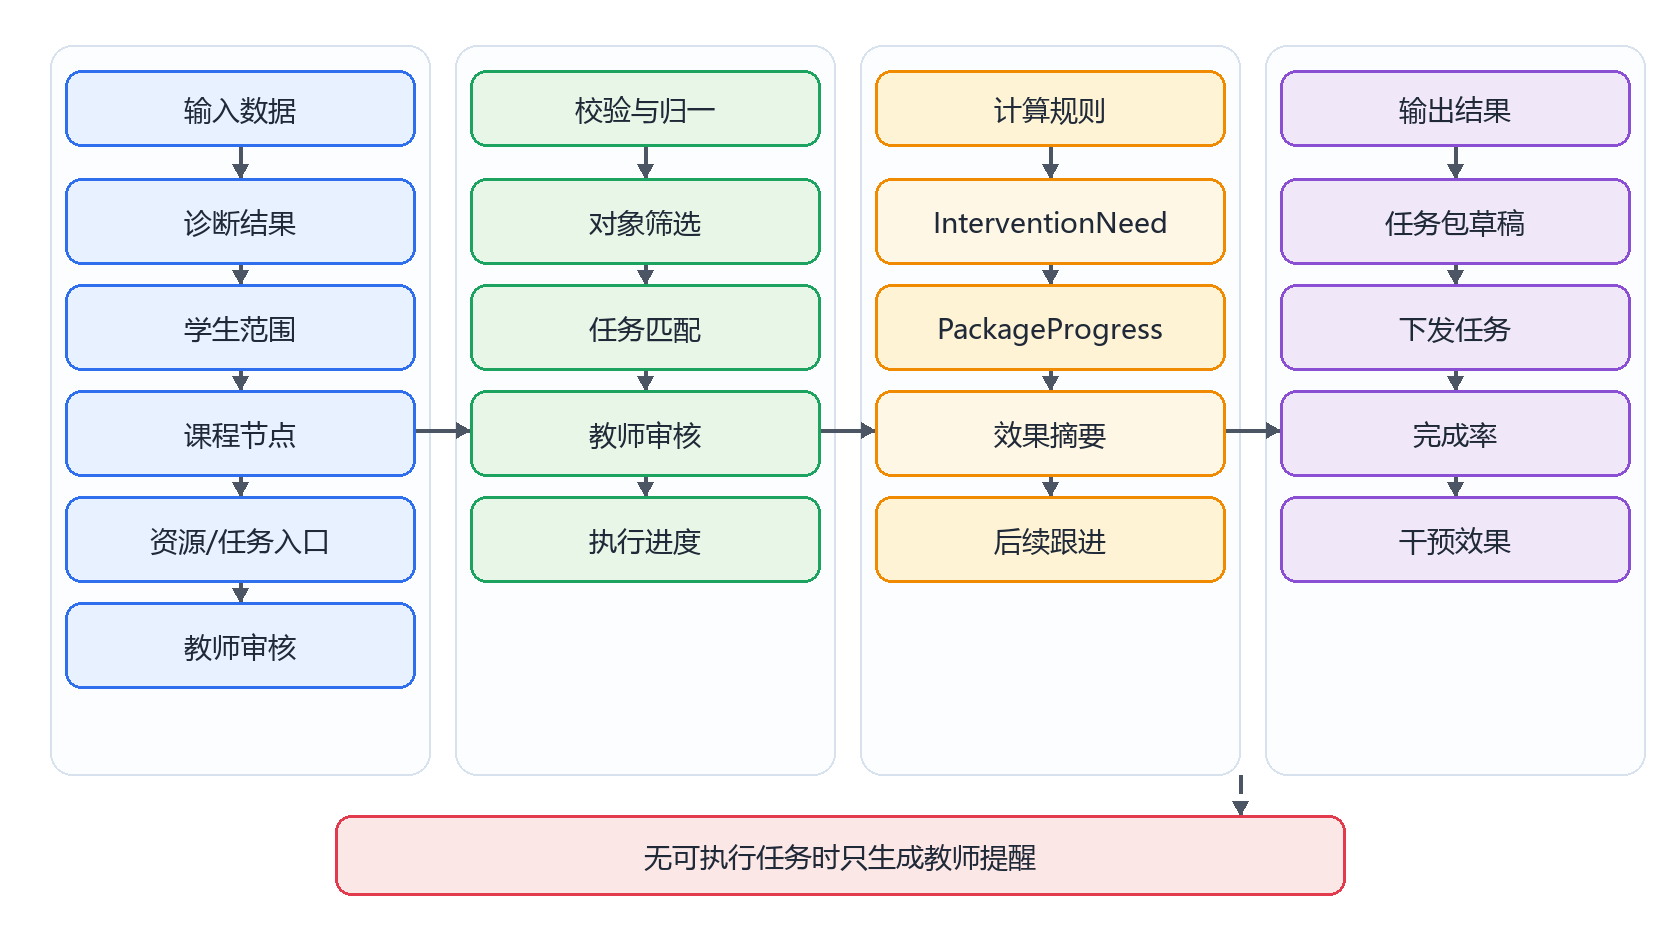 输入数据
诊断结果
学生范围
课程节点
资源/任务入口
教师审核
校验与归一
对象筛选
任务匹配
教师审核
执行进度
计算规则
InterventionNeed
PackageProgress
效果摘要
后续跟进
输出结果
任务包草稿
下发任务
完成率
干预效果
无可执行任务时只生成教师提醒